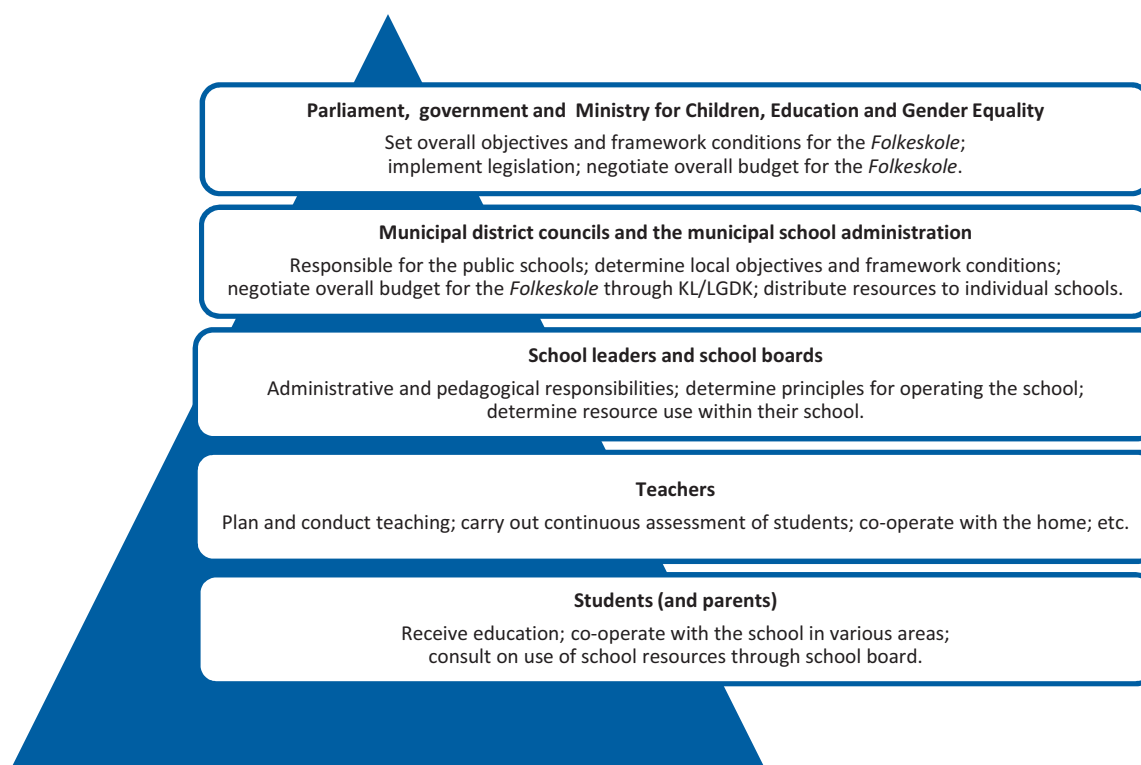 Parliament, government and Ministry for Children, Education and Gender Equality
Set overall objectives and framework conditions for the Folkeskole;
implement legislation; negotiate overall budget for the Folkeskole.
Municipal district councils and the municipal school administration
Responsible for the public schools; determine local objectives and framework conditions;
negotiate overall budget for the Folkeskole through KL/LGDK; distribute resources to individual schools.
School leaders and school boards
Administrative and pedagogical responsibilities; determine principles for operating the school;
determine resource use within their school.
Teachers
Plan and conduct teaching; carry out continuous assessment of students; co-operate with the home; etc.
Students (and parents)
Receive education; co-operate with the school in various areas;
consult on use of school resources through school board.